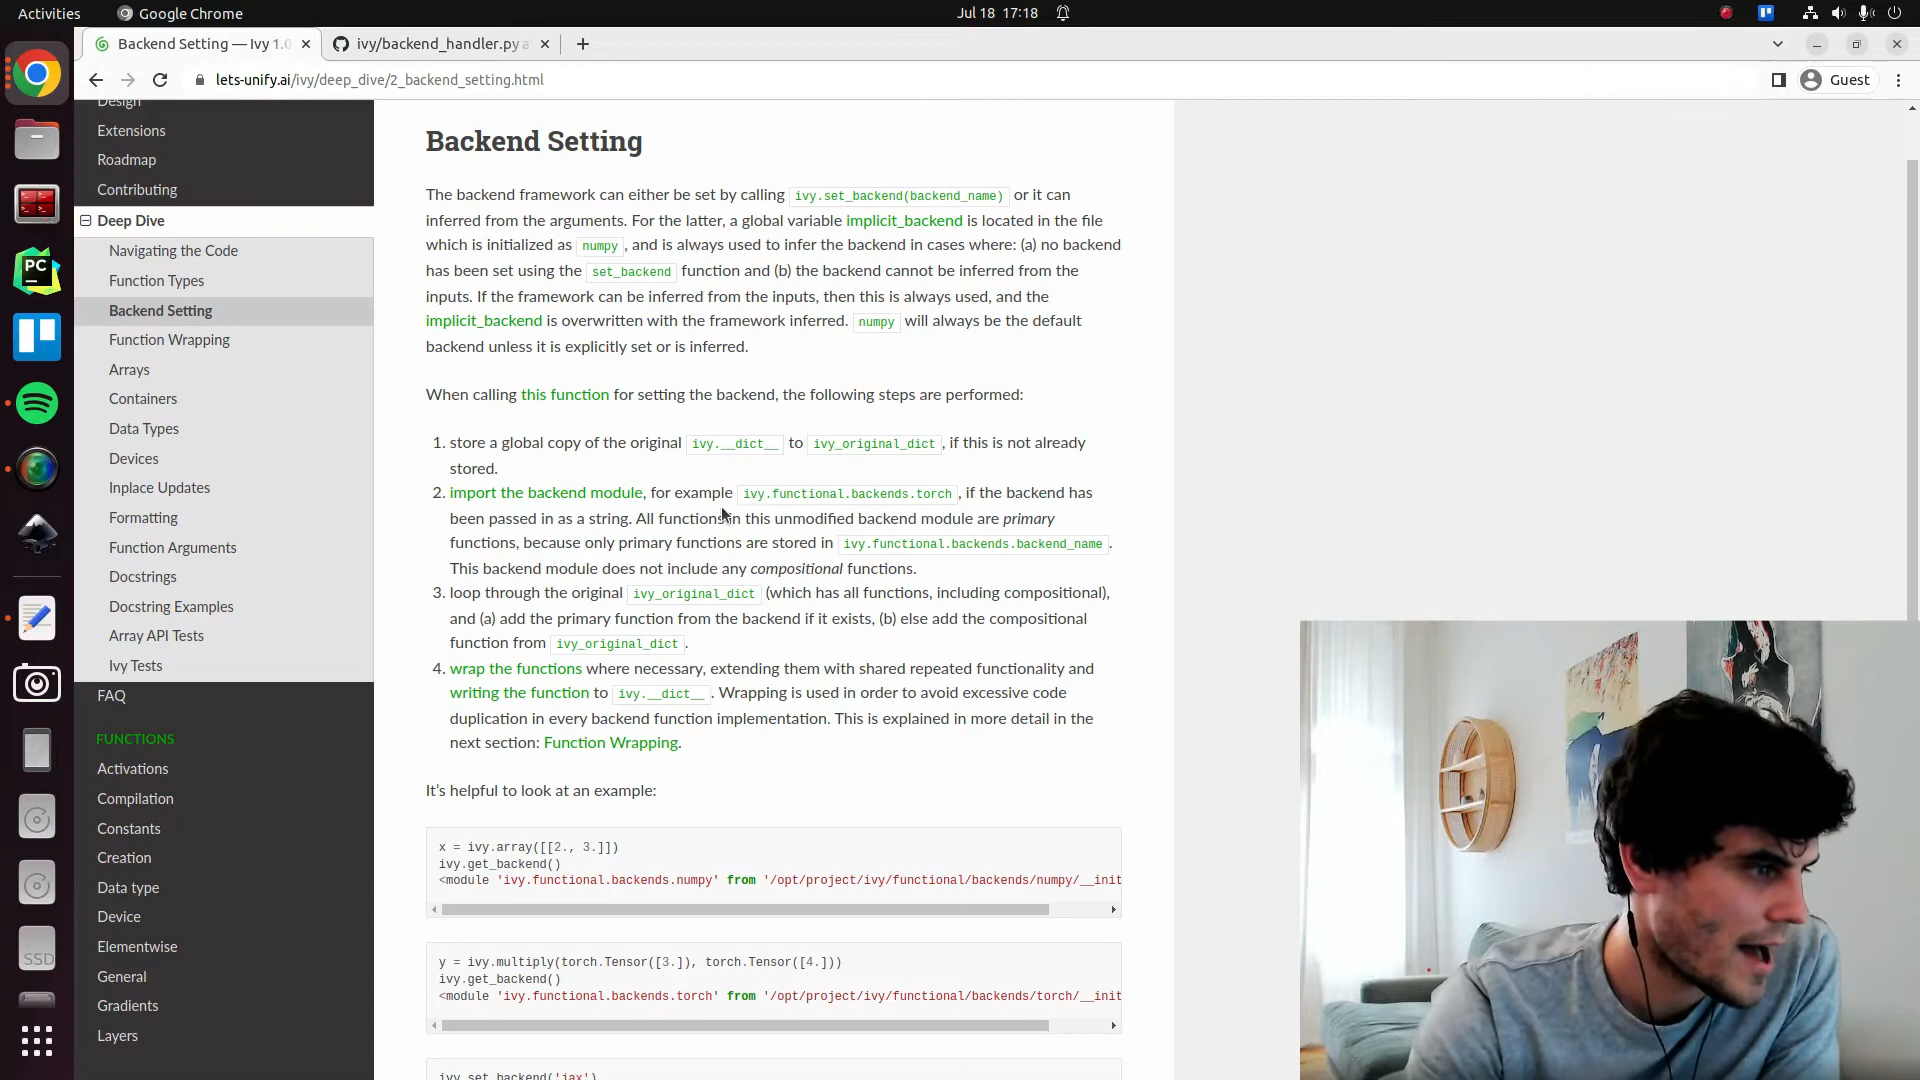 Activities
Google Chrome
Jul 18 17:18
Backend Setting — Ivy 1.0
ivy/backend_handler.py a
lets-unify.ai/ivy/deep_dive/2_backend_setting.html
Guest
Design
Extensions
Roadmap
Contributing
Deep Dive
Navigating the Code
Function Types
Backend Setting
Function Wrapping
Arrays
Containers
Data Types
Devices
Inplace Updates
Formatting
Function Arguments
Docstrings
Docstring Examples
Array API Tests
Ivy Tests
FAQ
FUNCTIONS
Activations
Compilation
Constants
Creation
Data type
Device
Elementwise
General
Gradients
Layers
PC
SSD
Backend Setting
The backend framework can either be set by calling ivy.set_backend(backend_name) or it can
inferred from the arguments. For the latter, a global variable implicit_backend is located in the file
which is initialized as numpy , and is always used to infer the backend in cases where: (a) no backend
has been set using the set_backend function and (b) the backend cannot be inferred from the
inputs. If the framework can be inferred from the inputs, then this is always used, and the
implicit_backend is overwritten with the framework inferred. numpy will always be the default
backend unless it is explicitly set or is inferred.
When calling this function for setting the backend, the following steps are performed:
1. store a global copy of the original ivy.__dict__ to ivy_original_dict , if this is not already
stored.
2. import the backend module, for example ivy.functional.backends.torch , if the backend has
been passed in as a string. All functions in this unmodified backend module are primary
functions, because only primary functions are stored in ivy.functional.backends.backend_name .
This backend module does not include any compositional functions.
3. loop through the original ivy_original_dict (which has all functions, including compositional),
and (a) add the primary function from the backend if it exists, (b) else add the compositional
function from ivy_original_dict .
4. wrap the functions where necessary, extending them with shared repeated functionality and
writing the function to ivy.__dict__ . Wrapping is used in order to avoid excessive code
duplication in every backend function implementation. This is explained in more detail in the
next section: Function Wrapping.
It's helpful to look at an example:
x = ivy.array([[2., 3.]])
ivy.get_backend()
<module 'ivy.functional.backends.numpy' from '/opt/project/ivy/functional/backends/numpy/__init
y = ivy.multiply(torch.Tensor([3.]), torch.Tensor([4.]))
ivy.get_backend()
<module 'ivy.functional.backends.torch' from '/opt/project/ivy/functional/backends/torch/__init
ivy.set_backend('jax')